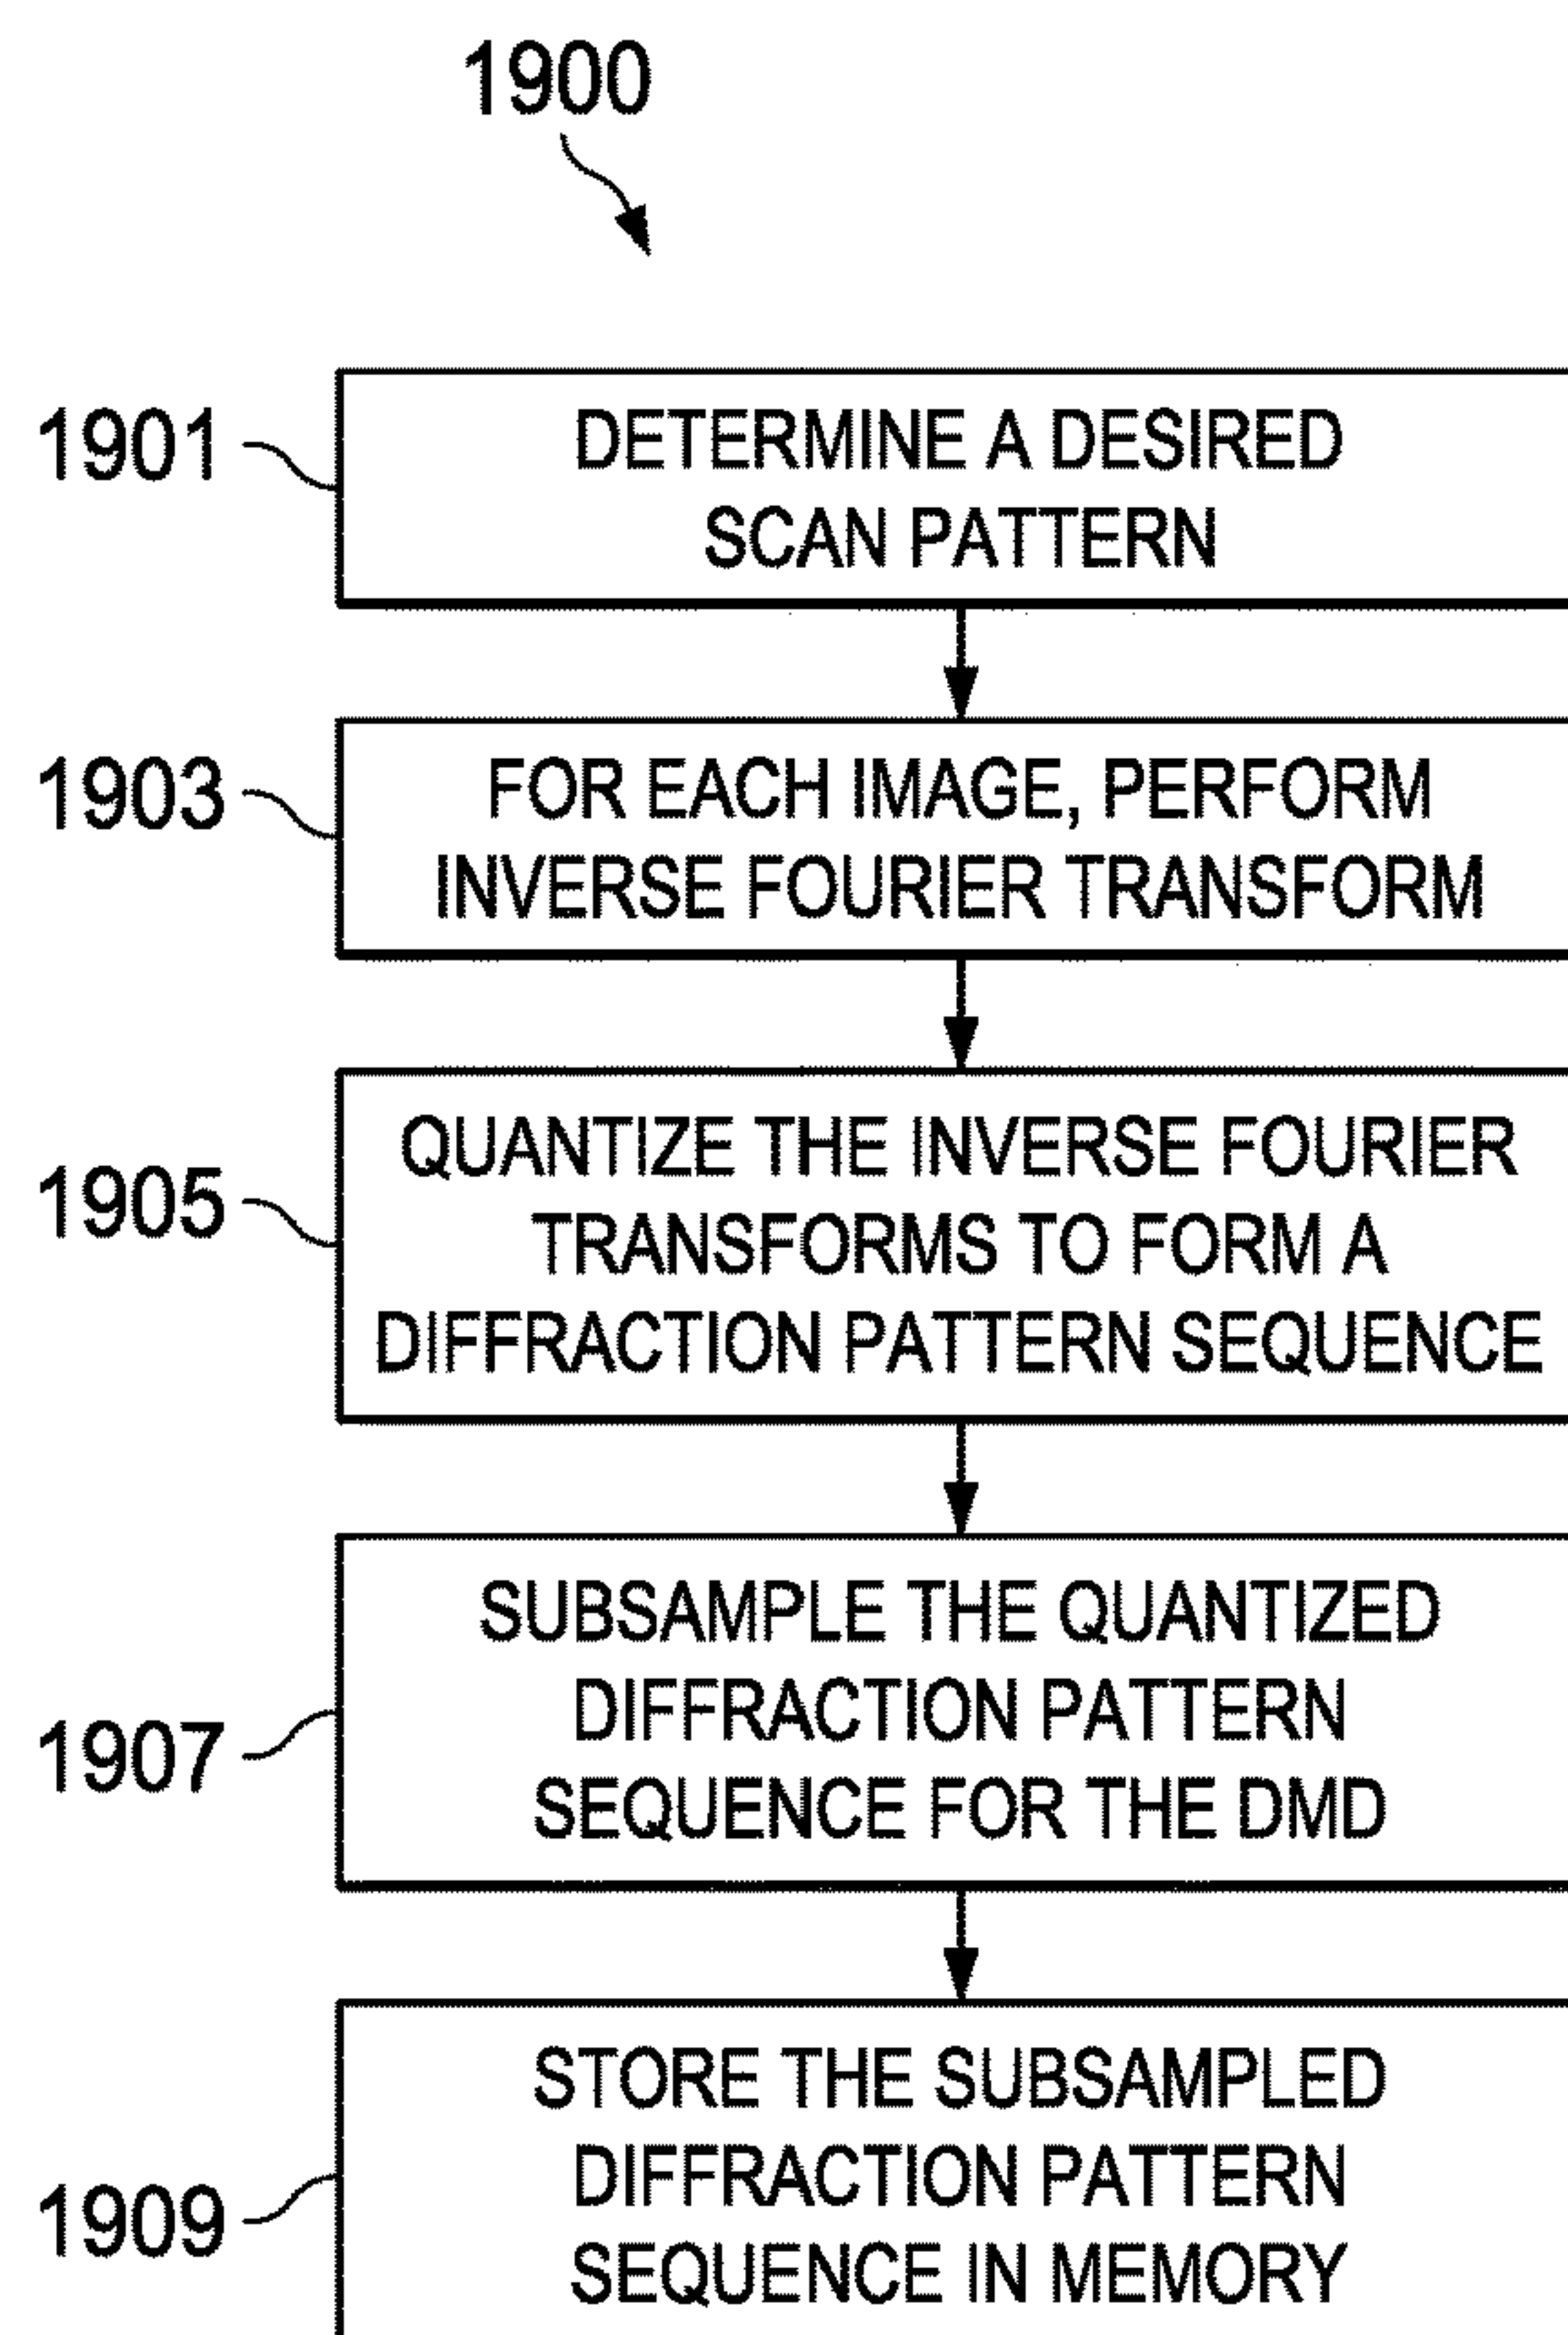 1900
1901
DETERMINE A DESIRED
SCAN PATTERN
1903
FOR EACH IMAGE, PERFORM
INVERSE FOURIER TRANSFORM
1905
QUANTIZE THE INVERSE FOURIER
TRANSFORMS TO FORM A
DIFFRACTION PATTERN SEQUENCE
1907
SUBSAMPLE THE QUANTIZED
DIFFRACTION PATTERN
SEQUENCE FOR THE DMD
1909
STORE THE SUBSAMPLED
DIFFRACTION PATTERN
SEQUENCE IN MEMORY